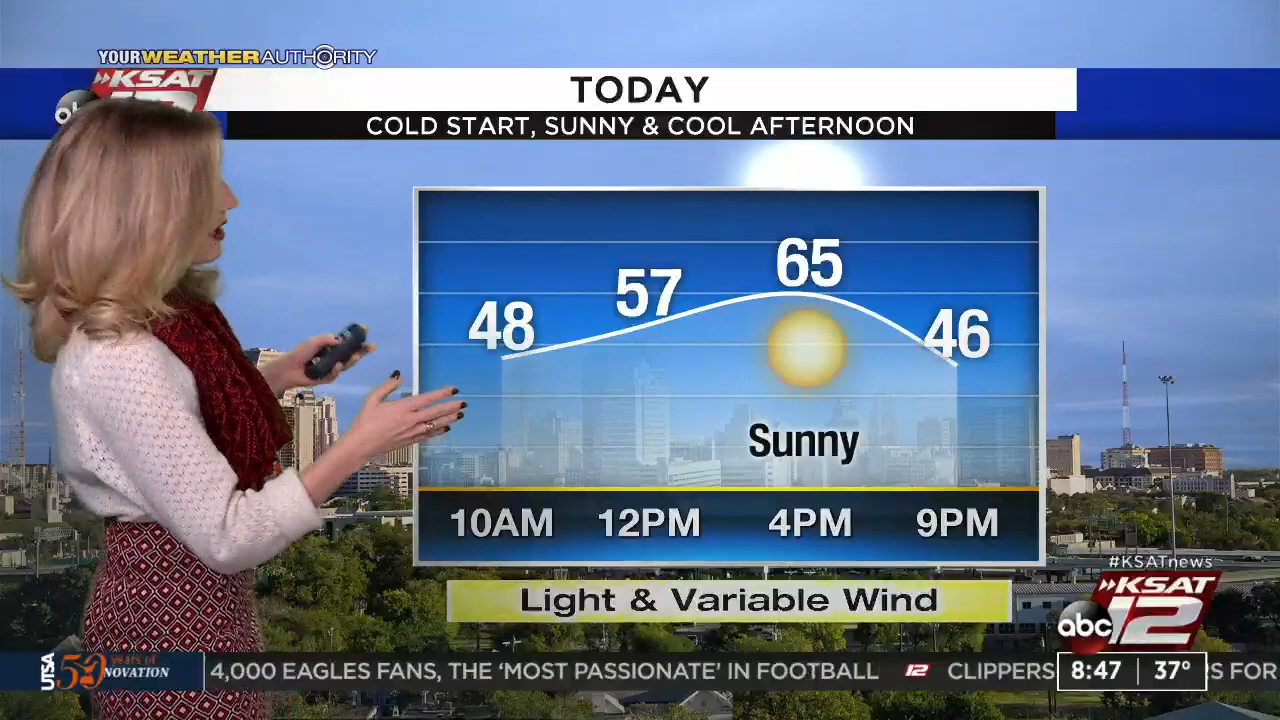 YOURWEATHERAUTHORITY
KSAT
TODAY
COLD START, SUNNY & COOL AFTERNOON
48
57
65
46
Sunny
10AM 12PM 4PM 9PM
Light & Variable Wind
#KSATnews
KSAT
12
abc
UTSA 50 years of
4,000 EAGLES FANS, THE ‘MOST PASSIONATE’ IN FOOTBALL 12 CLIPPERS
8:47 37°
S FOR